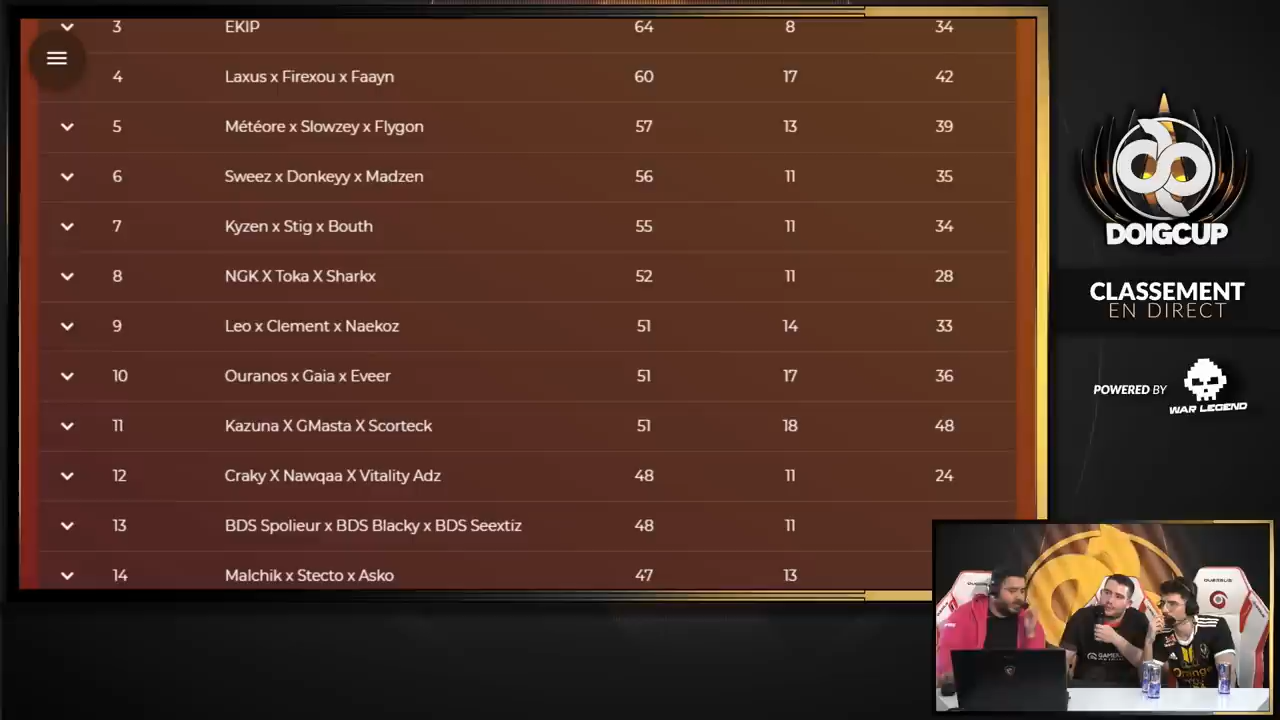 3 EKIP 64 8 34
4 Laxus x Firexou x Faayn 60 17 42
5 Météore x Slowzey x Flygon 57 13 39
6 Sweez x Donkeyy x Madzen 56 11 35
7 Kyzen x Stig x Bouth 55 11 34
8 NGK X Toka X Sharkx 52 11 28
9 Leo x Clement x Naekoz 51 14 33
10 Ouranos x Gaia x Eveer 51 17 36
11 Kazuna X GMasta X Scorteck 51 18 48
12 Craky X Nawqaa X Vitality Adz 48 11 24
13 BDS Spolieur x BDS Blacky x BDS Seextiz 48 11
14 Malchik x Stecto x Asko 47 13
DOIGCUP
CLASSEMENT
EN DIRECT
POWERED BY
WAR LEGEND
Orange